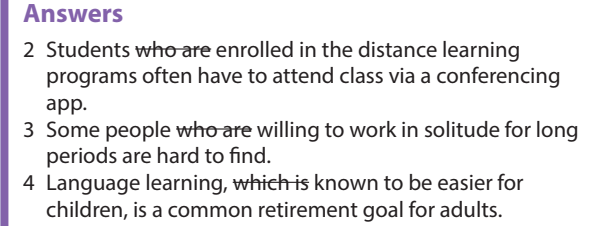 Answers
2 Students who are enrolled in the distance learning
programs often have to attend class via a conferencing
app.
3 Some people who are willing to work in solitude for long
periods are hard to find.
4 Language learning, which is known to be easier for
children, is a common retirement goal for adults.